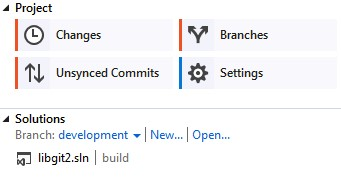 Project
Changes
Branches
Unsynced Commits
Settings
Solutions
Branch: development | New... | Open...
libgit2.sln | build